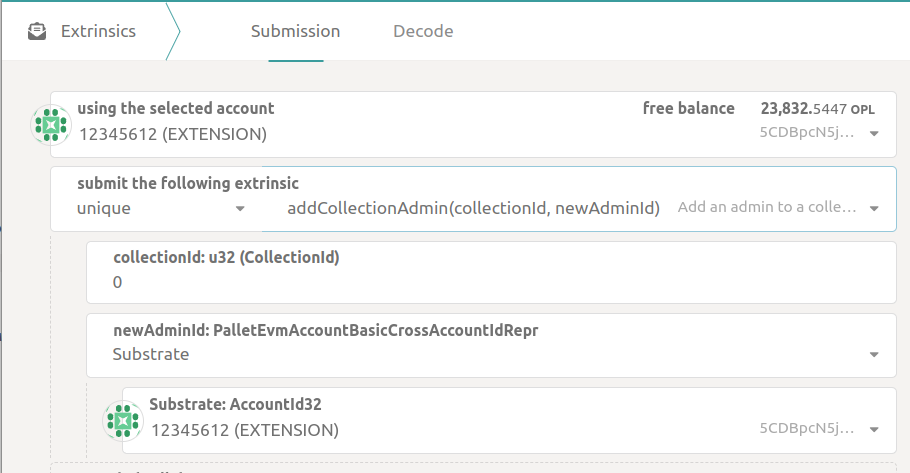 Extrinsics Submission Decode
using the selected account free balance 23,832.5447 OPL
12345612 (EXTENSION) 5CDBpcN5j...
submit the following extrinsic
unique addCollectionAdmin(collectionId, newAdminId) Add an admin to a colle...
collectionId: u32 (CollectionId)
0
newAdminId: PalletEvmAccountBasicCrossAccountIdRepr
Substrate
Substrate: AccountId32
12345612 (EXTENSION) 5CDBpcN5j...